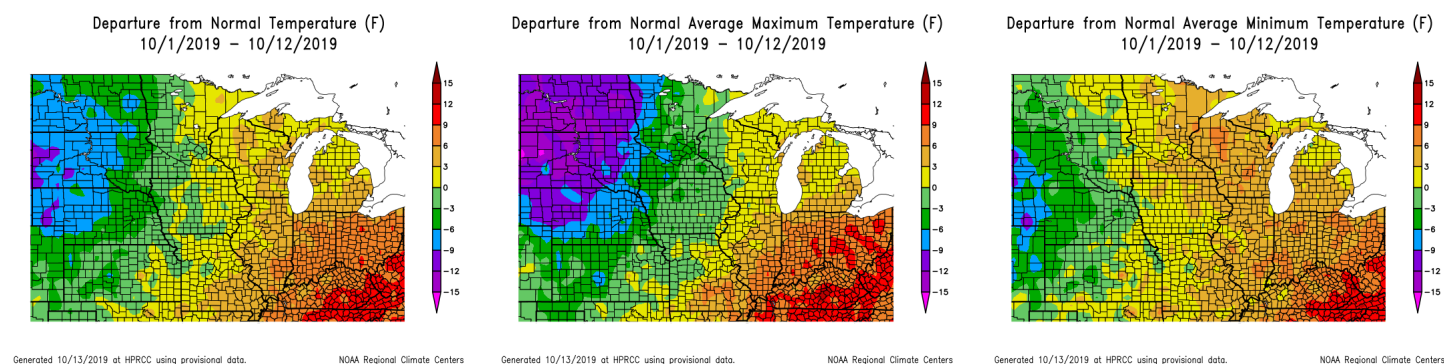 Departure from Normal Temperature (F)
10/1/2019 – 10/12/2019
15
12
9
6
3
0
−3
−6
−9
−12
−15
Generated 10/13/2019 at HPRCC using provisional data.
NOAA Regional Climate Centers
Departure from Normal Average Maximum Temperature (F)
10/1/2019 – 10/12/2019
15
12
9
6
3
0
−3
−6
−9
−12
−15
Generated 10/13/2019 at HPRCC using provisional data.
NOAA Regional Climate Centers
Departure from Normal Average Minimum Temperature (F)
10/1/2019 – 10/12/2019
15
12
9
6
3
0
−3
−6
−9
−12
−15
Generated 10/13/2019 at HPRCC using provisional data.
NOAA Regional Climate Centers